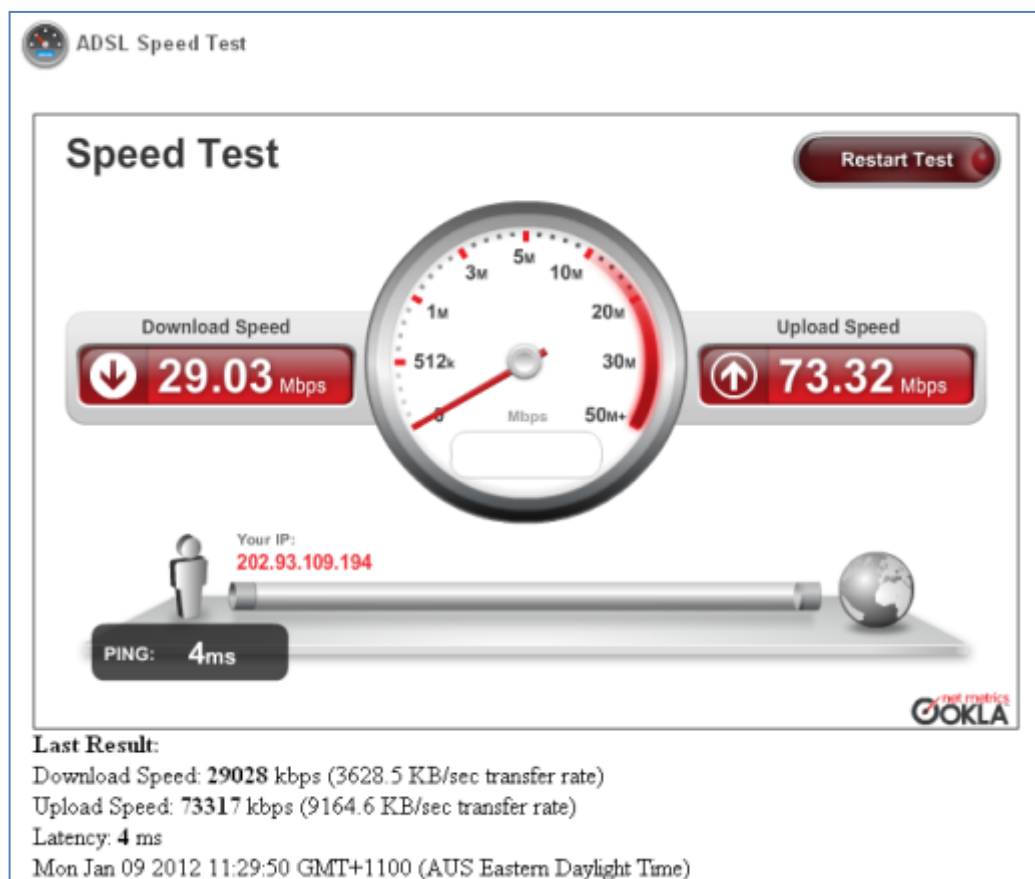 ADSL Speed Test
Speed Test
Restart Test
5M
3M
10M
1M
20M
Download Speed
Upload Speed
29.03 Mbps
512k
30M
73.32 Mbps
0
Mbps
50M+
Your IP:
202.93.109.194
PING: 4ms
net metrics
OOKLA
Last Result:
Download Speed: 29028 kbps (3628.5 KB/sec transfer rate)
Upload Speed: 73317 kbps (9164.6 KB/sec transfer rate)
Latency: 4 ms
Mon Jan 09 2012 11:29:50 GMT+1100 (AUS Eastern Daylight Time)